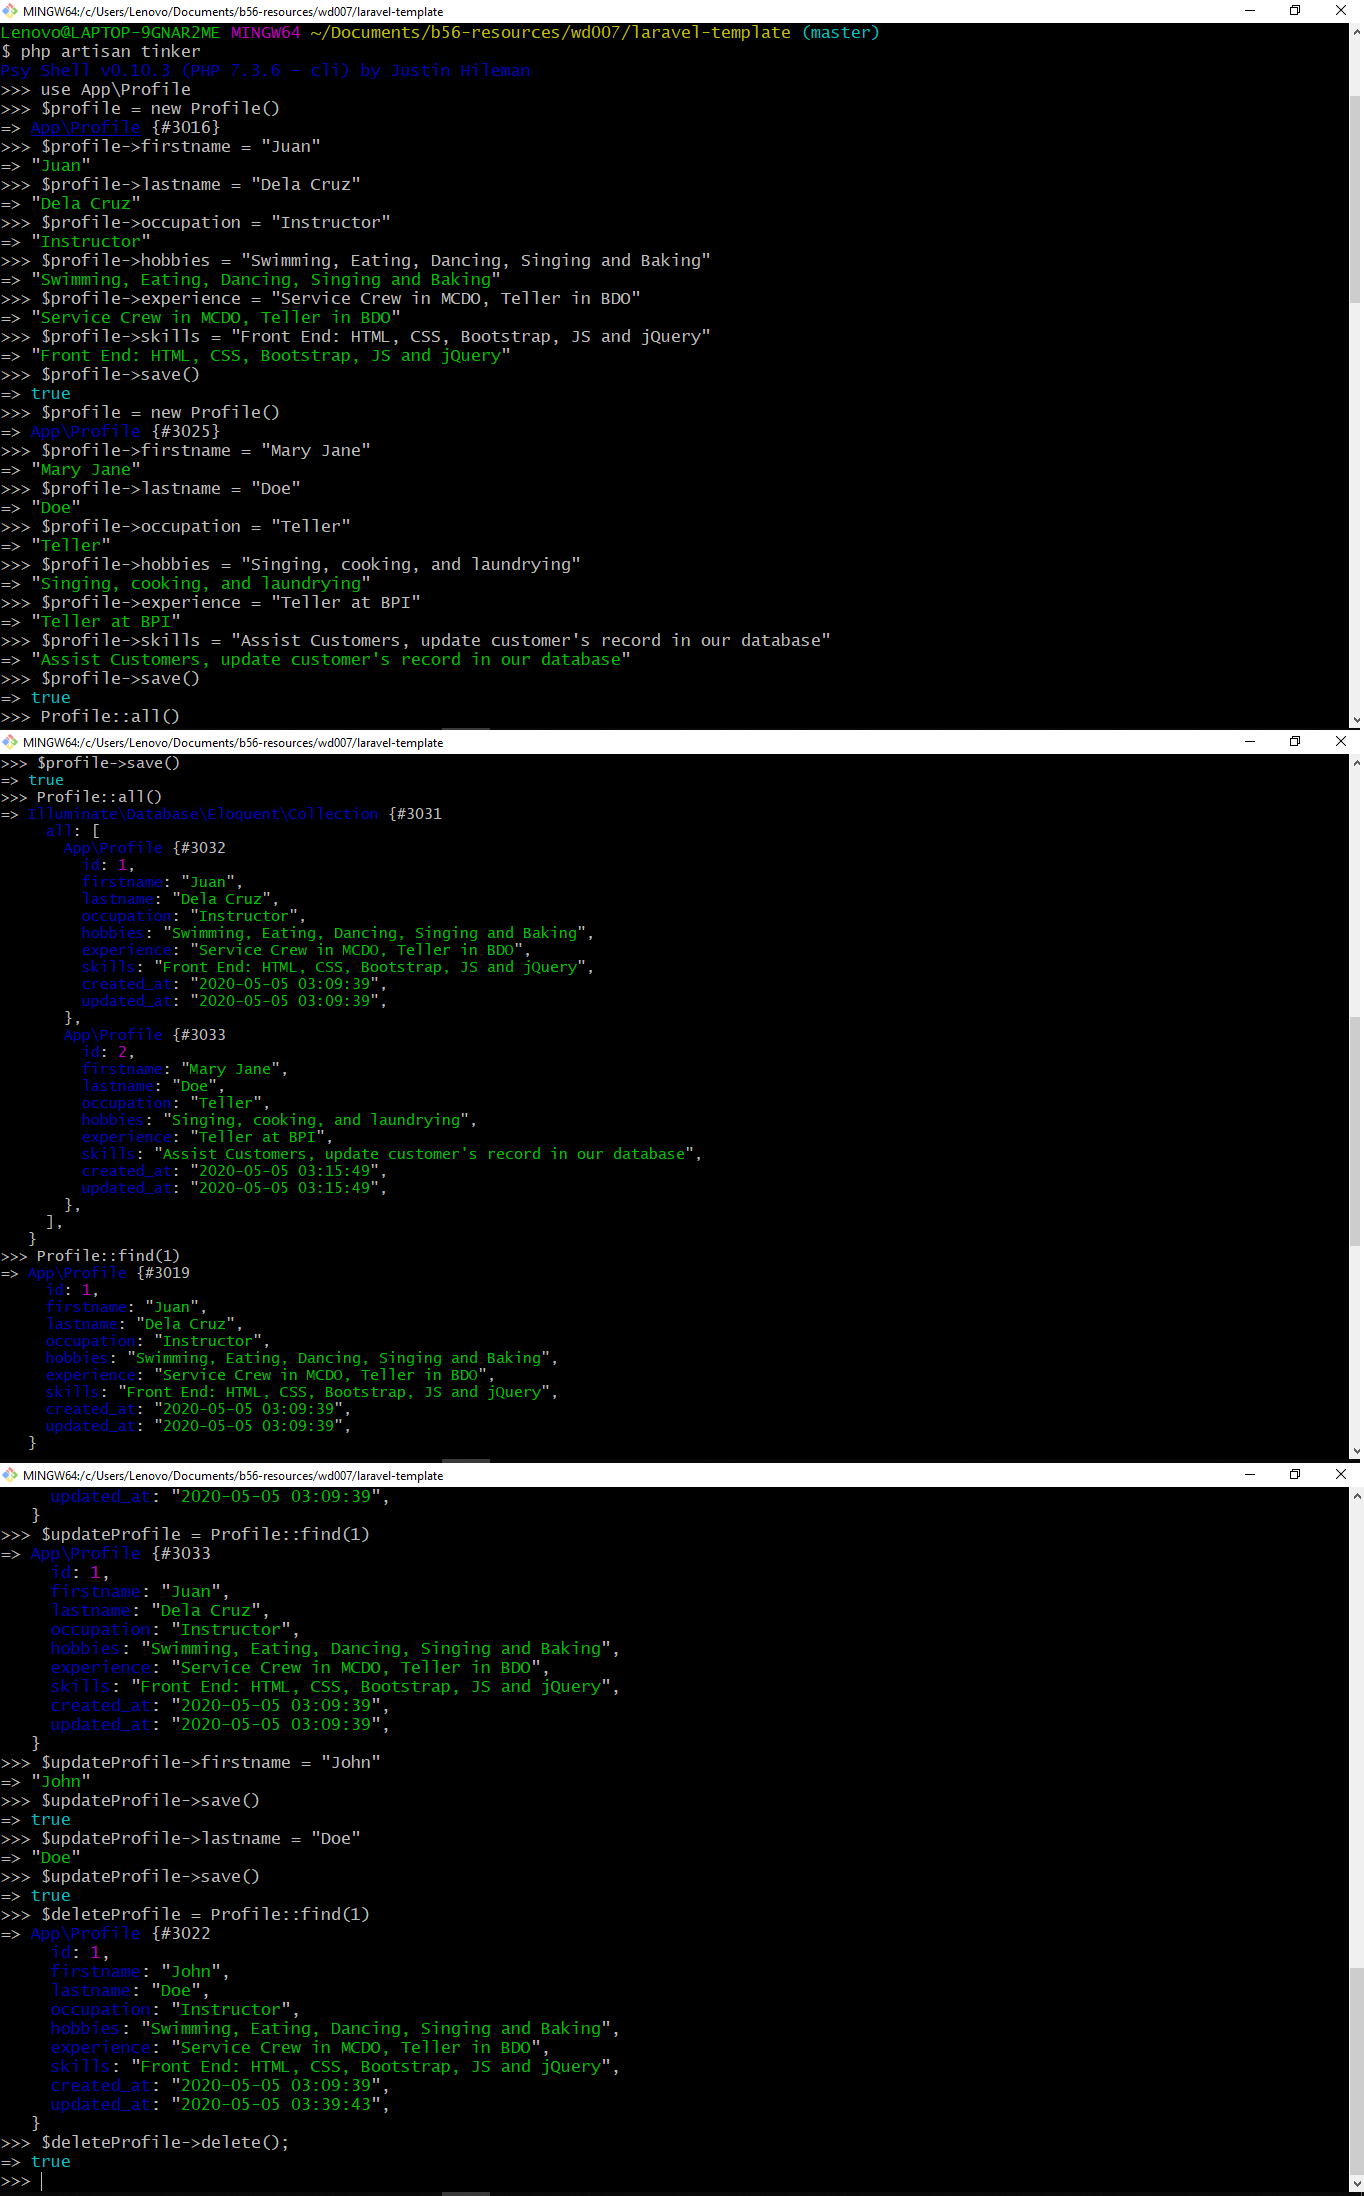 MINGW64:/c/Users/Lenovo/Documents/b56-resources/wd007/laravel-template
Lenovo@LAPTOP-9GNAR2ME MINGW64 ~/Documents/b56-resources/wd007/laravel-template (master)
$ php artisan tinker
Psy Shell v0.10.3 (PHP 7.3.6 — cli) by Justin Hileman
>>> use App\Profile
>>> $profile = new Profile()
=> App\Profile {#3016}
>>> $profile->firstname = "Juan"
=> "Juan"
>>> $profile->lastname = "Dela Cruz"
=> "Dela Cruz"
>>> $profile->occupation = "Instructor"
=> "Instructor"
>>> $profile->hobbies = "Swimming, Eating, Dancing, Singing and Baking"
=> "Swimming, Eating, Dancing, Singing and Baking"
>>> $profile->experience = "Service Crew in MCDO, Teller in BDO"
=> "Service Crew in MCDO, Teller in BDO"
>>> $profile->skills = "Front End: HTML, CSS, Bootstrap, JS and jQuery"
=> "Front End: HTML, CSS, Bootstrap, JS and jQuery"
>>> $profile->save()
=> true
>>> $profile = new Profile()
=> App\Profile {#3025}
>>> $profile->firstname = "Mary Jane"
=> "Mary Jane"
>>> $profile->lastname = "Doe"
=> "Doe"
>>> $profile->occupation = "Teller"
=> "Teller"
>>> $profile->hobbies = "Singing, cooking, and laundrying"
=> "Singing, cooking, and laundrying"
>>> $profile->experience = "Teller at BPI"
=> "Teller at BPI"
>>> $profile->skills = "Assist Customers, update customer's record in our database"
=> "Assist Customers, update customer's record in our database"
>>> $profile->save()
=> true
>>> Profile::all()
MINGW64:/c/Users/Lenovo/Documents/b56-resources/wd007/laravel-template
>>> $profile->save()
=> true
>>> Profile::all()
=> Illuminate\Database\Eloquent\Collection {#3031
all: [
App\Profile {#3032
id: 1,
firstname: "Juan",
lastname: "Dela Cruz",
occupation: "Instructor",
hobbies: "Swimming, Eating, Dancing, Singing and Baking",
experience: "Service Crew in MCDO, Teller in BDO",
skills: "Front End: HTML, CSS, Bootstrap, JS and jQuery",
created_at: "2020-05-05 03:09:39",
updated_at: "2020-05-05 03:09:39",
},
App\Profile {#3033
id: 2,
firstname: "Mary Jane",
lastname: "Doe",
occupation: "Teller",
hobbies: "Singing, cooking, and laundrying",
experience: "Teller at BPI",
skills: "Assist Customers, update customer's record in our database",
created_at: "2020-05-05 03:15:49",
updated_at: "2020-05-05 03:15:49",
},
],
}
>>> Profile::find(1)
=> App\Profile {#3019
id: 1,
firstname: "Juan",
lastname: "Dela Cruz",
occupation: "Instructor",
hobbies: "Swimming, Eating, Dancing, Singing and Baking",
experience: "Service Crew in MCDO, Teller in BDO",
skills: "Front End: HTML, CSS, Bootstrap, JS and jQuery",
created_at: "2020-05-05 03:09:39",
updated_at: "2020-05-05 03:09:39",
}
MINGW64:/c/Users/Lenovo/Documents/b56-resources/wd007/laravel-template
updated_at: "2020-05-05 03:09:39",
}
>>> $updateProfile = Profile::find(1)
=> App\Profile {#3033
id: 1,
firstname: "Juan",
lastname: "Dela Cruz",
occupation: "Instructor",
hobbies: "Swimming, Eating, Dancing, Singing and Baking",
experience: "Service Crew in MCDO, Teller in BDO",
skills: "Front End: HTML, CSS, Bootstrap, JS and jQuery",
created_at: "2020-05-05 03:09:39",
updated_at: "2020-05-05 03:09:39",
}
>>> $updateProfile->firstname = "John"
=> "John"
>>> $updateProfile->save()
=> true
>>> $updateProfile->lastname = "Doe"
=> "Doe"
>>> $updateProfile->save()
=> true
>>> $deleteProfile = Profile::find(1)
=> App\Profile {#3022
id: 1,
firstname: "John",
lastname: "Doe",
occupation: "Instructor",
hobbies: "Swimming, Eating, Dancing, Singing and Baking",
experience: "Service Crew in MCDO, Teller in BDO",
skills: "Front End: HTML, CSS, Bootstrap, JS and jQuery",
created_at: "2020-05-05 03:09:39",
updated_at: "2020-05-05 03:39:43",
}
>>> $deleteProfile->delete();
=> true
>>>